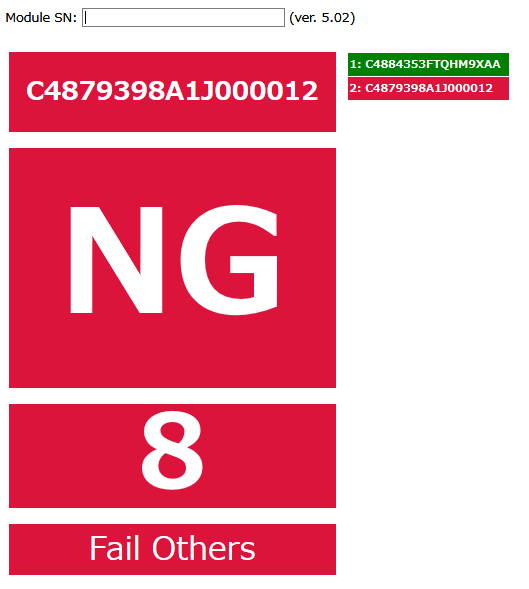 Module SN: (ver. 5.02)
C4879398A1J000012
1: C4884353FTQHM9XAA
2: C4879398A1J000012
NG
8
Fail Others